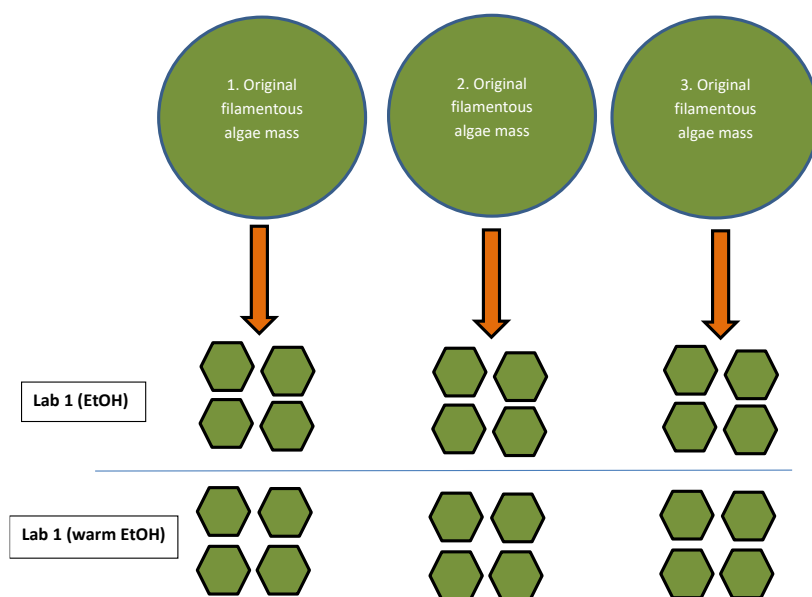 1. Original
filamentous
algae mass
2. Original
filamentous
algae mass
3. Original
filamentous
algae mass
Lab 1 (EtOH)
Lab 1 (warm EtOH)